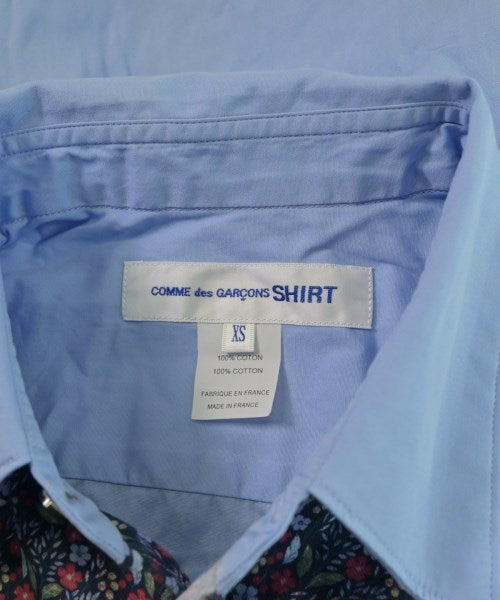 COMME des GARÇONS SHIRT
XS
100% COTON
100% COTTON
FABRIQUE EN FRANCE
MADE IN FRANCE